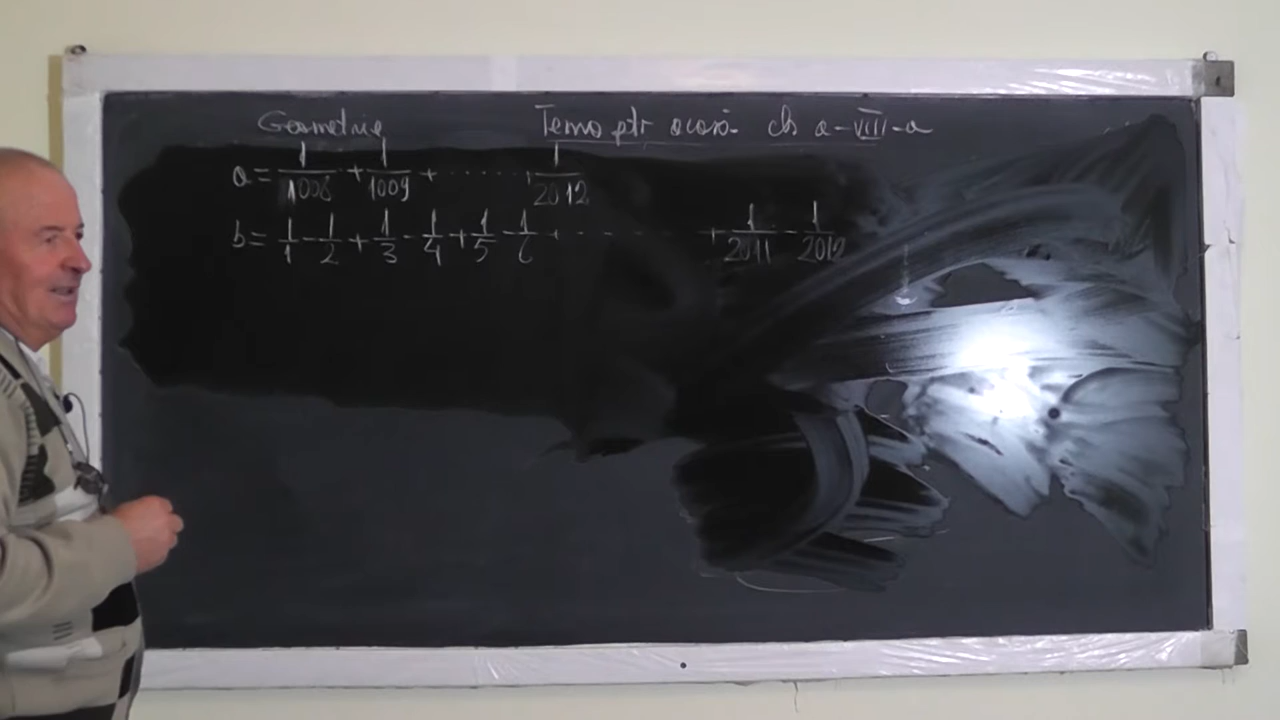 Geometrie Temă ptr acasă cls a-VIII-a
a = 1/1008 + 1/1009 + ....... , 1/2012
b = 1/1 - 1/2 + 1/3 - 1/4 + 1/5 - 1/6 + - - - - - + 1/2011 - 1/2012